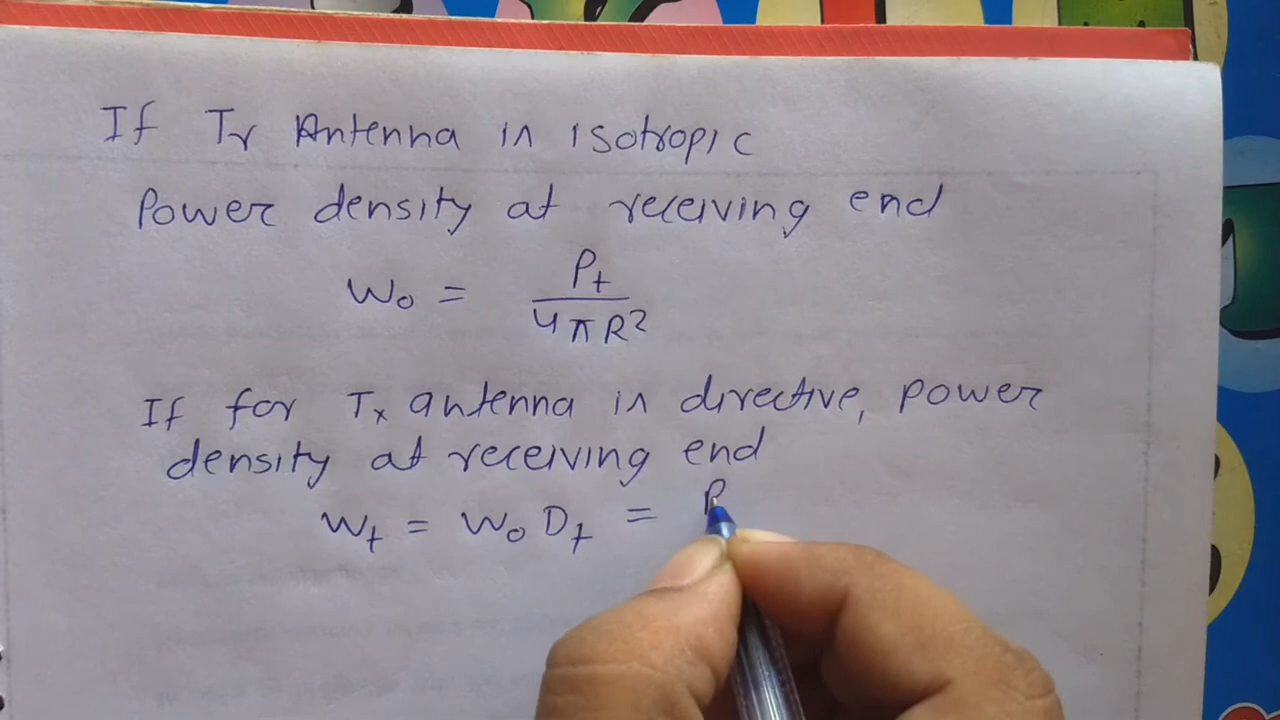 If Tr Antenna in isotropic
Power density at receiving end
W₀ = Pt / 4πR²
If for Tx antenna in directive, power
density at receiving end
Wt = W₀ Dt = P